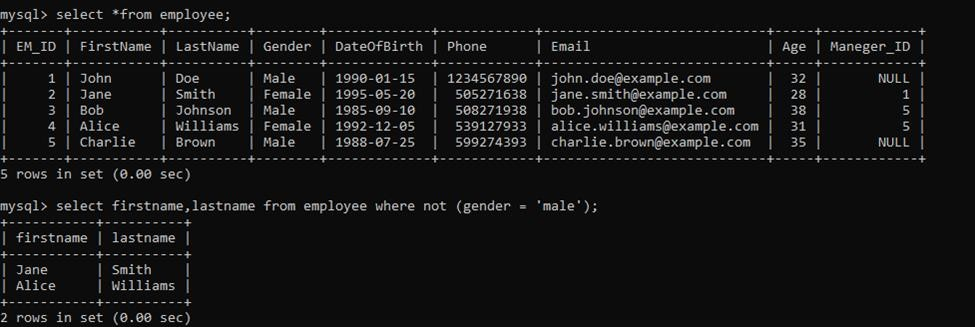 mysql> select *from employee;
+-------+-----------+----------+--------+-------------+------------+----------------------------+------+------------+
| EM_ID | FirstName | LastName | Gender | DateOfBirth | Phone      | Email                      | Age  | Maneger_ID |
+-------+-----------+----------+--------+-------------+------------+----------------------------+------+------------+
|     1 | John      | Doe      | Male   | 1990-01-15  | 1234567890 | john.doe@example.com       |   32 |       NULL |
|     2 | Jane      | Smith    | Female | 1995-05-20  |  505271638 | jane.smith@example.com     |   28 |          1 |
|     3 | Bob       | Johnson  | Male   | 1985-09-10  |  508271938 | bob.johnson@example.com    |   38 |          5 |
|     4 | Alice     | Williams | Female | 1992-12-05  |  539127933 | alice.williams@example.com |   31 |          5 |
|     5 | Charlie   | Brown    | Male   | 1988-07-25  |  599274393 | charlie.brown@example.com  |   35 |       NULL |
+-------+-----------+----------+--------+-------------+------------+----------------------------+------+------------+
5 rows in set (0.00 sec)
mysql> select firstname,lastname from employee where not (gender = 'male');
+-----------+----------+
| firstname | lastname |
+-----------+----------+
| Jane      | Smith    |
| Alice     | Williams |
+-----------+----------+
2 rows in set (0.00 sec)